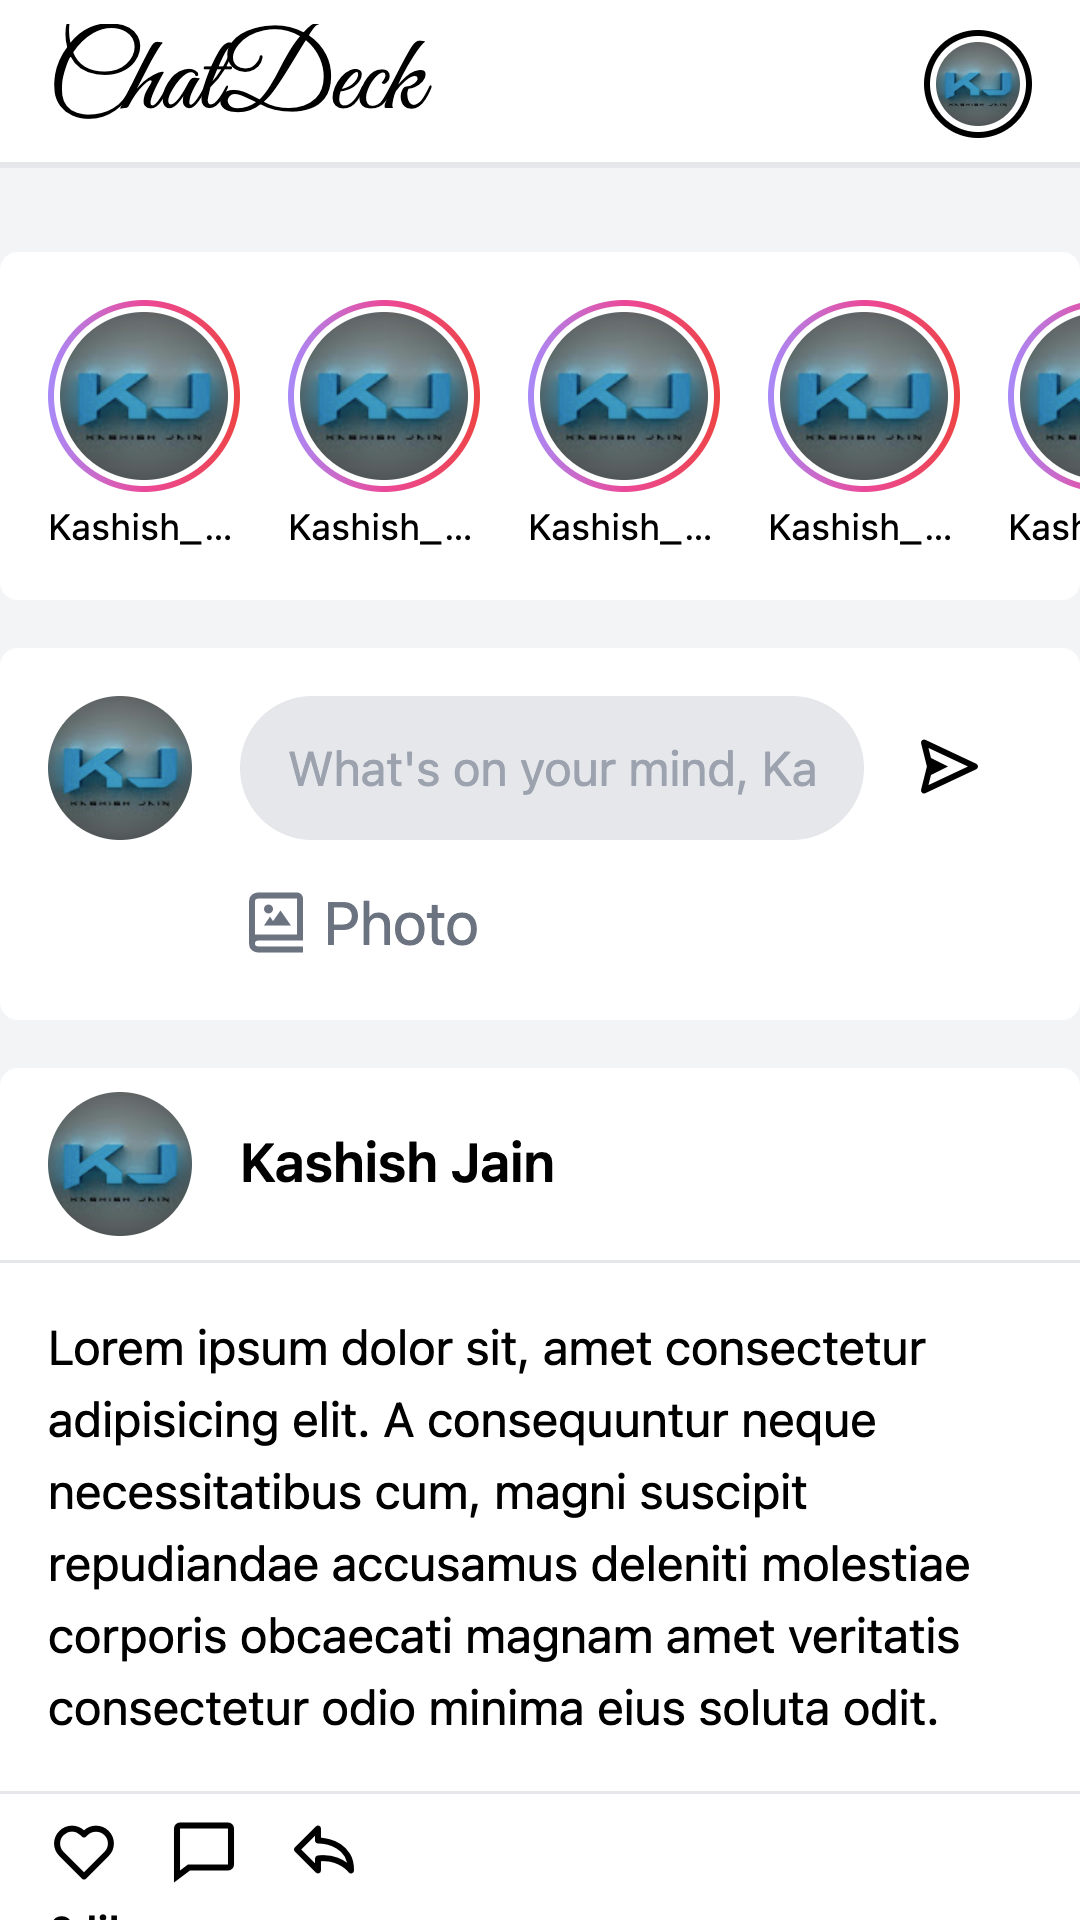 ChatDeck
KJ
KASHISH JAIN
KJ
KASHISH JAIN
KJ
KASHISH JAIN
KJ
KASHISH JAIN
KJ
KASHISH JAIN
Kashish_...
Kashish_...
Kashish_...
Kashish_...
Kash
KJ
KASHISH JAIN
What's on your mind, Ka
Photo
KJ
KASHISH JAIN
Kashish Jain
Lorem ipsum dolor sit, amet consectetur
adipisicing elit. A consequuntur neque
necessitatibus cum, magni suscipit
repudiandae accusamus deleniti molestiae
corporis obcaecati magnam amet veritatis
consectetur odio minima eius soluta odit.